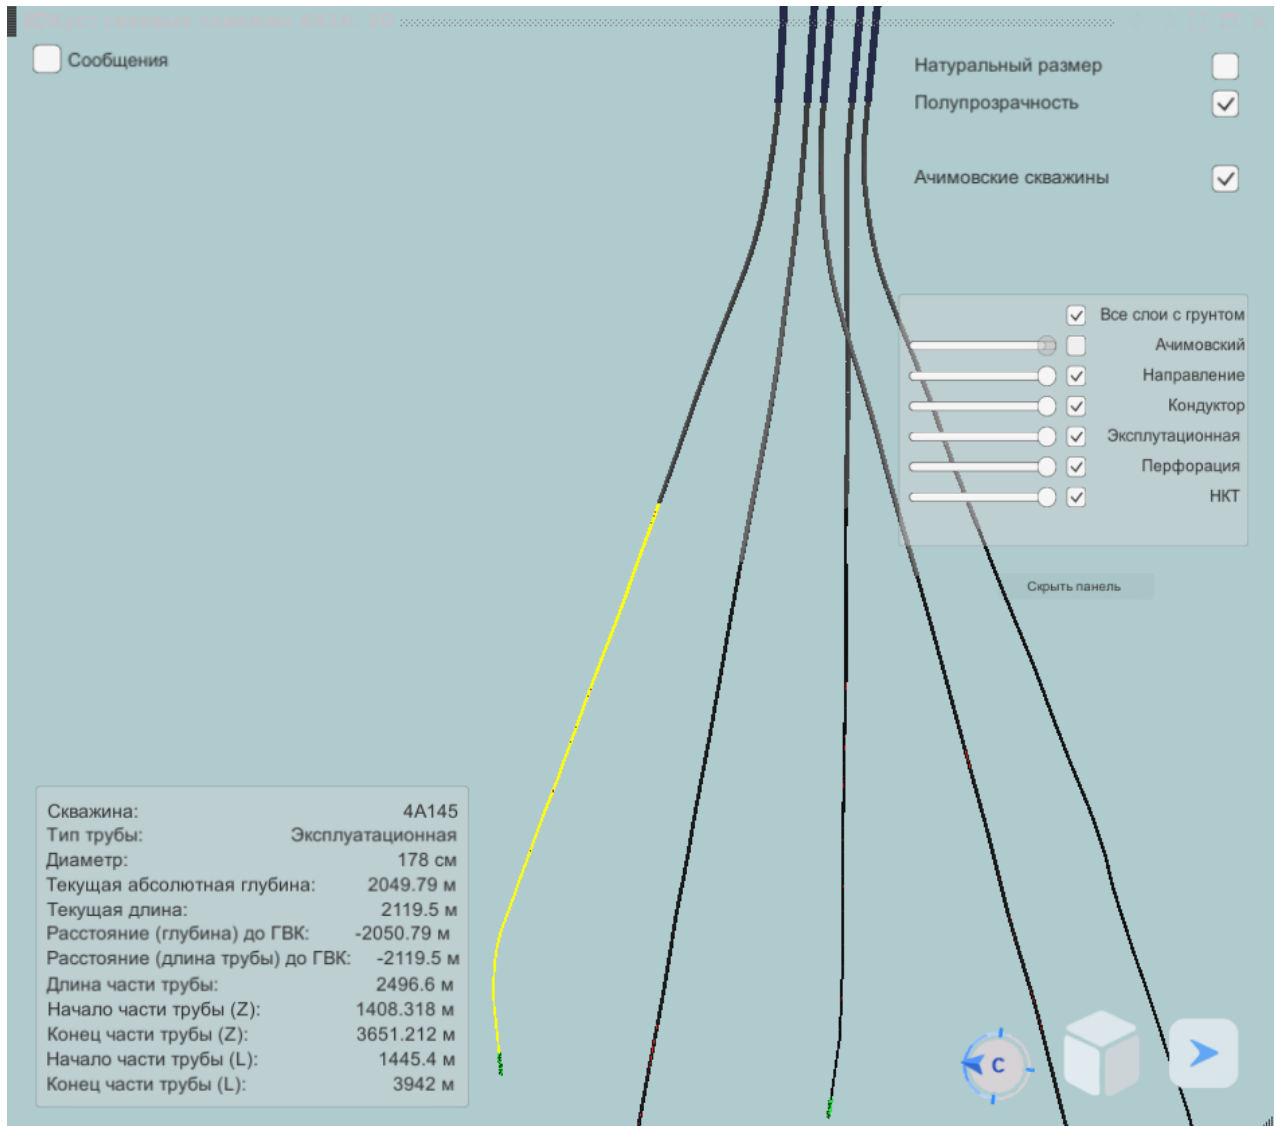 Сообщения
Натуральный размер
Полупрозрачность
Ачимовские скважины
Все слои с грунтом
Ачимовский
Направление
Кондуктор
Эксплутационная
Перфорация
НКТ
Скрыть панель
Скважина: 4А145
Тип трубы: Эксплуатационная
Диаметр: 178 см
Текущая абсолютная глубина: 2049.79 м
Текущая длина: 2119.5 м
Расстояние (глубина) до ГВК: -2050.79 м
Расстояние (длина трубы) до ГВК: -2119.5 м
Длина части трубы: 2496.6 м
Начало части трубы (Z): 1408.318 м
Конец части трубы (Z): 3651.212 м
Начало части трубы (L): 1445.4 м
Конец части трубы (L): 3942 м
С